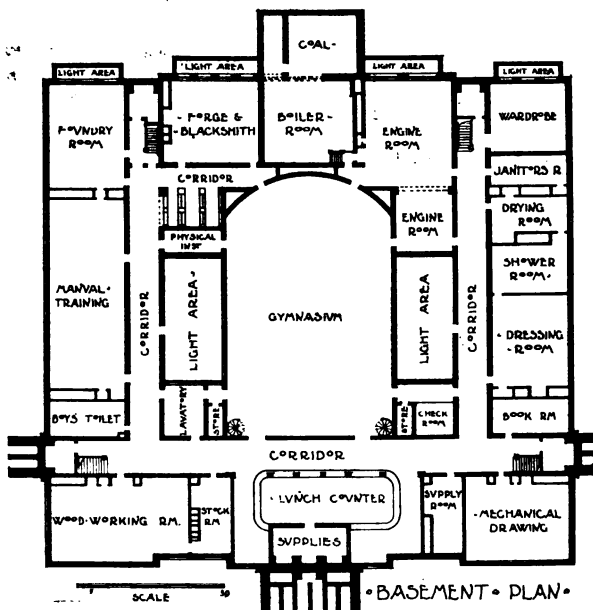 COAL-
LIGHT AREA
LIGHT AREA
LIGHT AREA
LIGHT AREA
FOUNDRY
ROOM
-FORGE &
-BLACKSMITH
BOILER-
ROOM
ENGINE
ROOM
WARDROBE
CORRIDOR
JANITORS R
PHYSICAL
INST
ENGINE
ROOM
DRYING
ROOM
SHOWER
ROOM-
MANUAL-
TRAINING
CORRIDOR
LIGHT AREA-
GYMNASIUM
LIGHT AREA
CORRIDOR
-DRESSING
-ROOM
BOYS' TOILET
LAVATORY
STORE
STORE
CHECK
ROOM
BOOK RM
CORRIDOR
-LUNCH COUNTER
WOOD-WORKING RM.
STOCK
RM
SUPPLIES
SUPPLY
ROOM
-MECHANICAL
DRAWING
SCALE
•BASEMENT•PLAN•